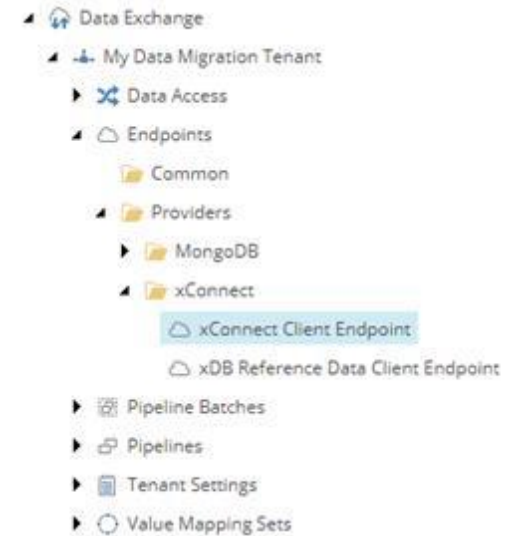 Data Exchange
My Data Migration Tenant
Data Access
Endpoints
Common
Providers
MongoDB
xConnect
xConnect Client Endpoint
xDB Reference Data Client Endpoint
Pipeline Batches
Pipelines
Tenant Settings
Value Mapping Sets